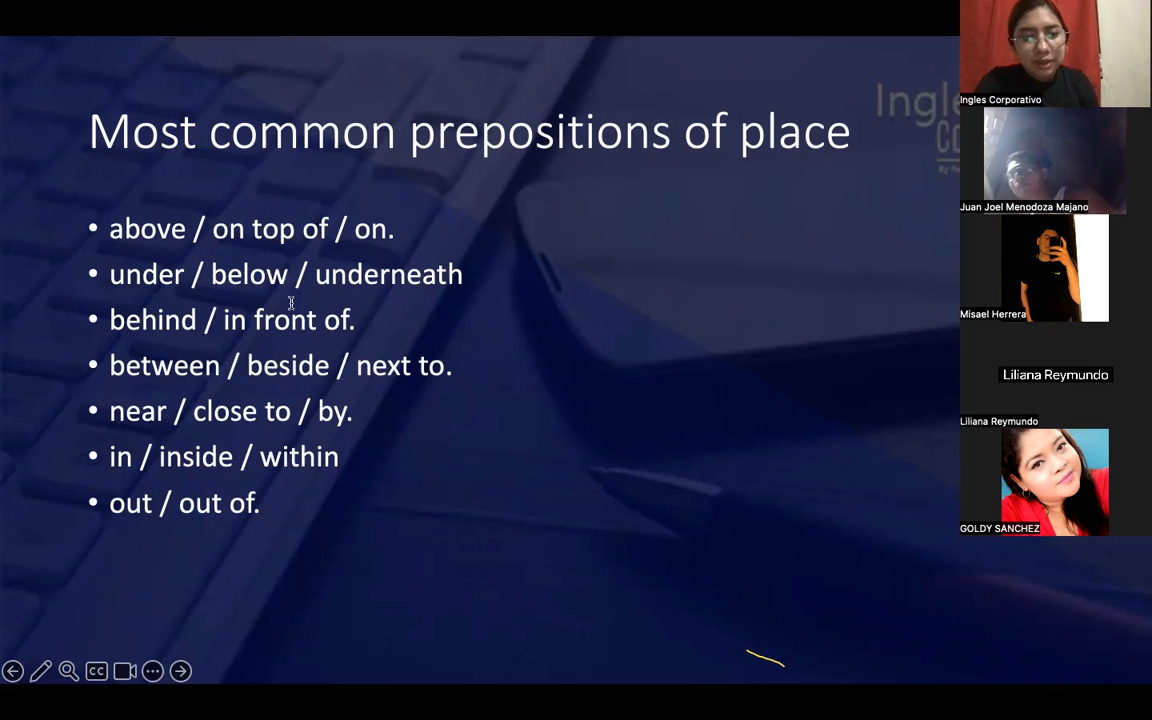 Most common prepositions of place
• above / on top of / on.
• under / below / underneath
• behind / in front of.
• between / beside / next to.
• near / close to / by.
• in / inside / within
• out / out of.
CC
Ingles Corporativo
Juan Joel Menodoza Majano
Misael Herrera
Liliana Reymundo
Liliana Reymundo
GOLDY SANCHEZ